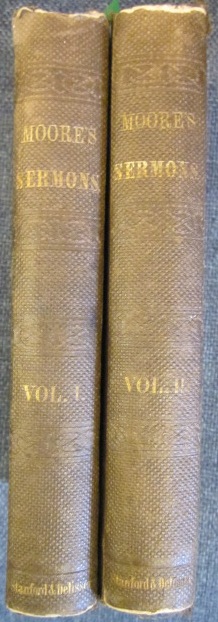 MOORE'S
SERMONS.
VOL. I.
Stanford & Delisser
MOORE'S
SERMONS.
VOL. II.
Stanford & Delisser